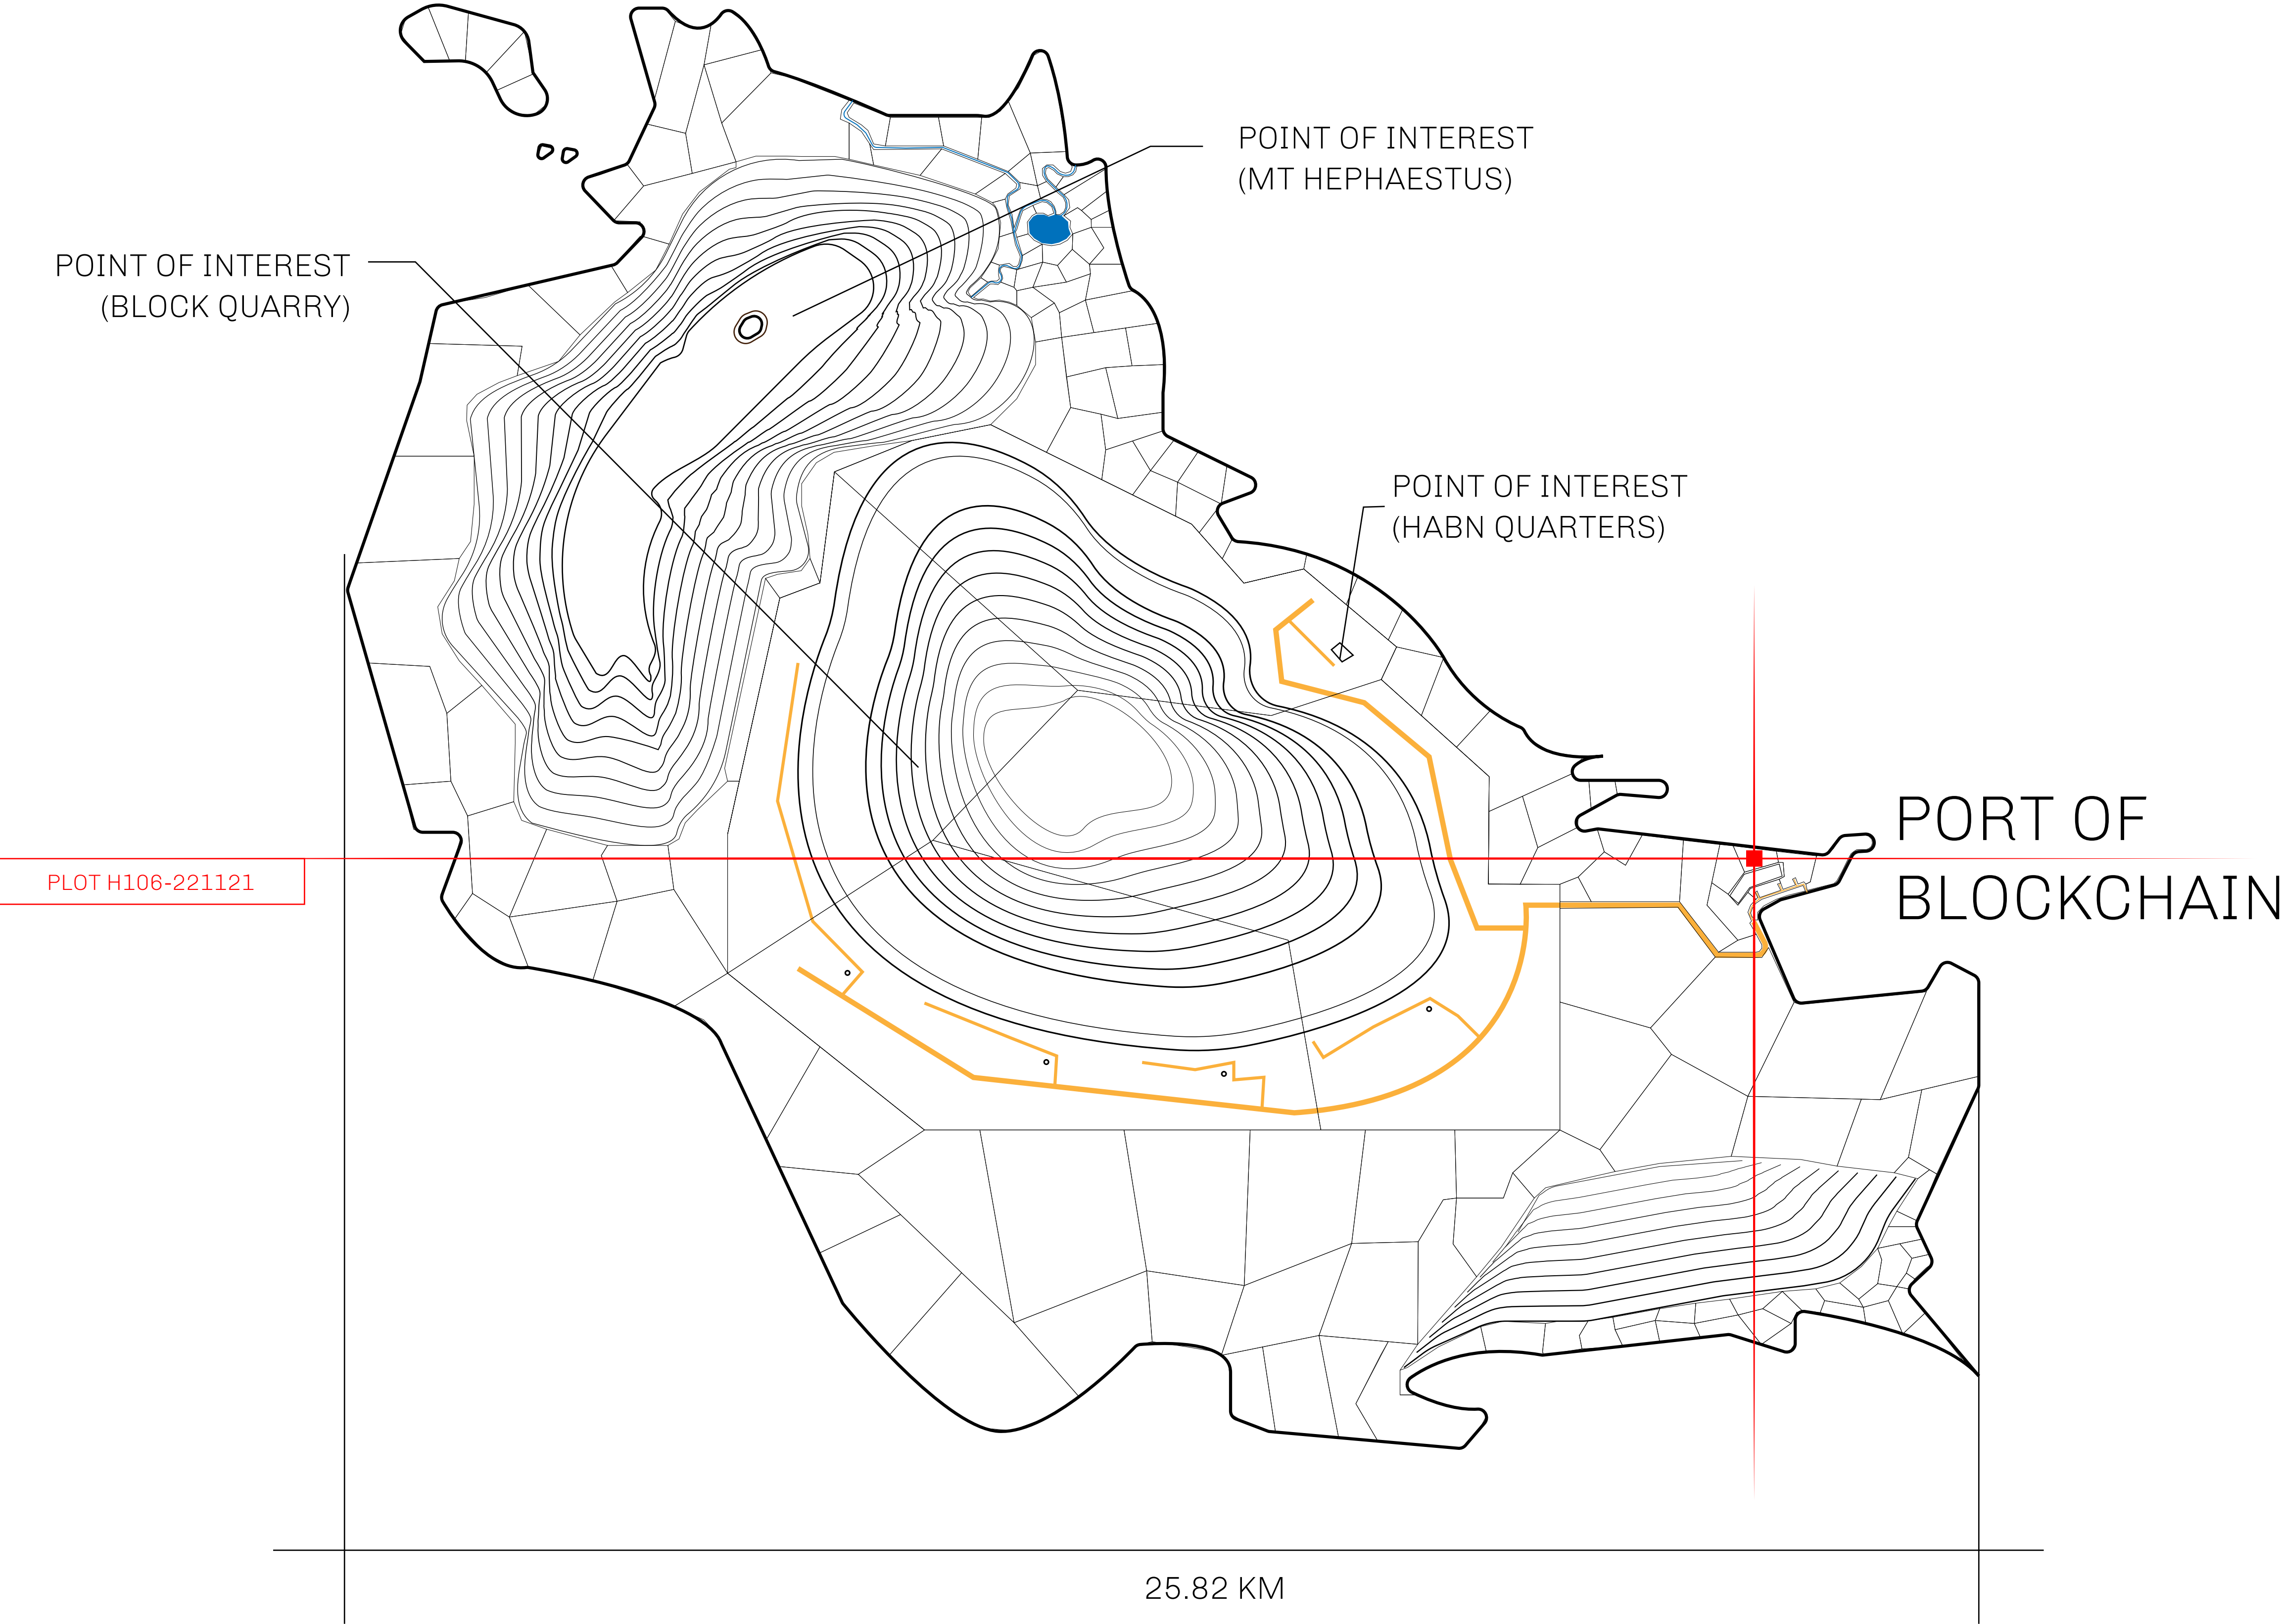 POINT OF INTEREST
(MT HEPHAESTUS)
POINT OF INTEREST
(BLOCK QUARRY)
POINT OF INTEREST
(HABN QUARTERS)
PORT OF
BLOCKCHAIN
PLOT H106-221121
25.82 KM